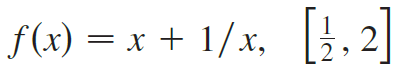 f(x) = x + 1/x, [½, 2]